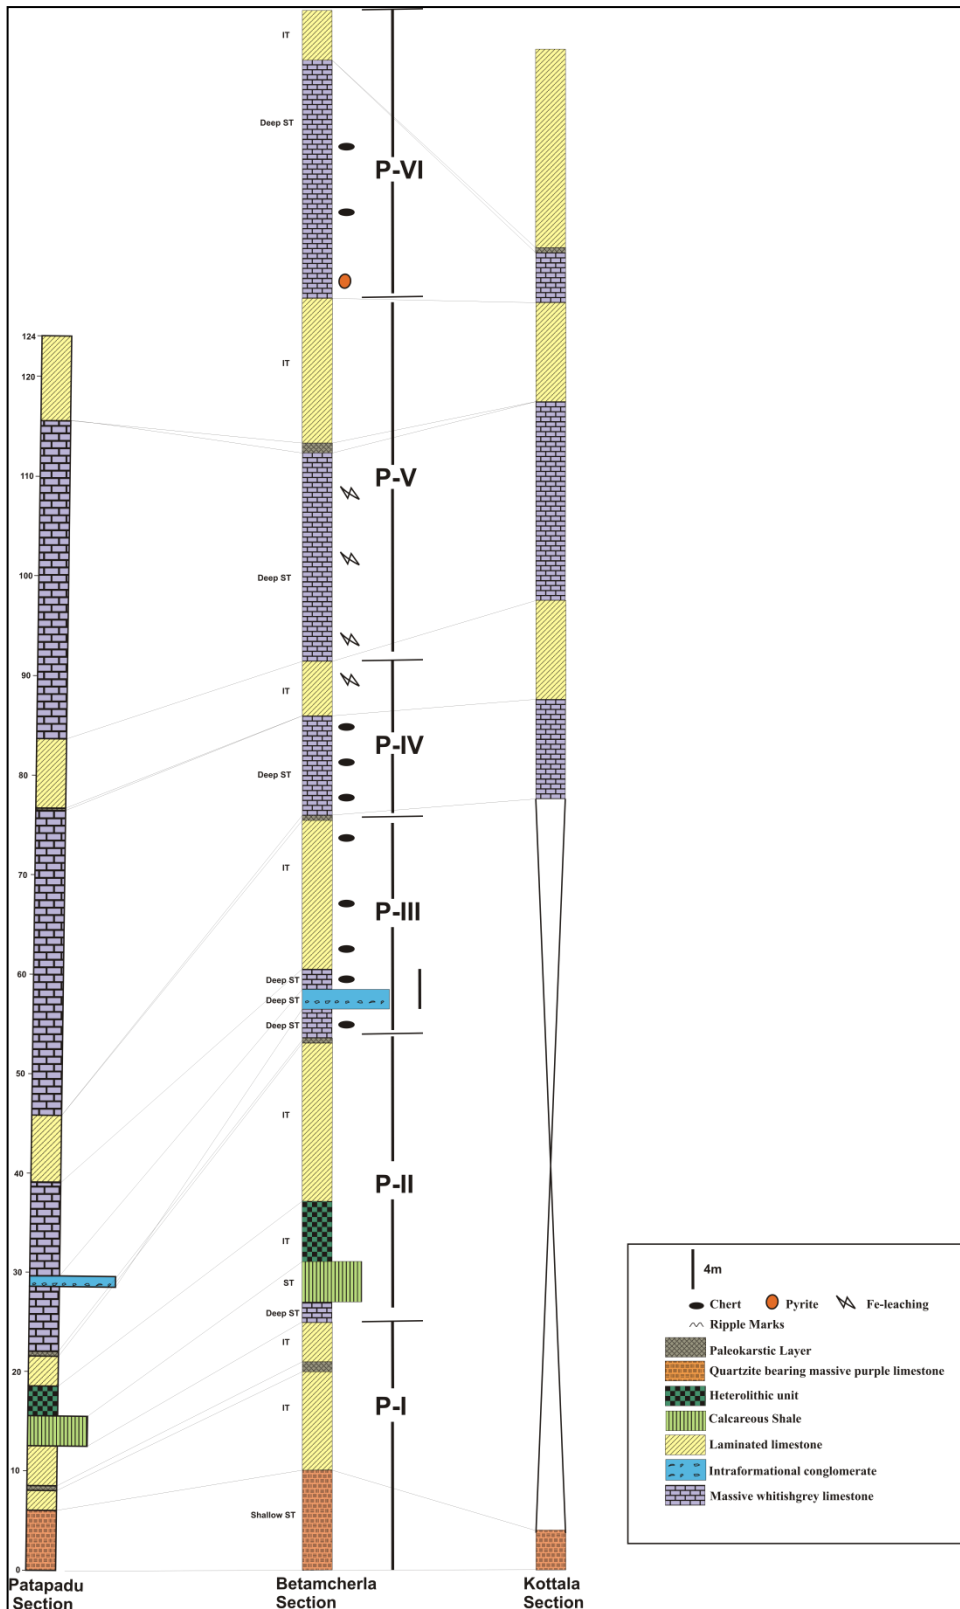 IT
Deep ST
P-VI
124
120
IT
110
P-V
100
Deep ST
90
IT
P-IV
80
Deep ST
70
IT
P-III
60
Deep ST
Deep ST
Deep ST
50
IT
40
P-II
30
IT
ST
Deep ST
IT
20
IT
P-I
10
Shallow ST
0
Patapadu
Section
Betamcherla
Section
Kottala
Section
4m
Chert
Pyrite
Fe-leaching
Ripple Marks
Paleokarstic Layer
Quartzite bearing massive purple limestone
Heterolithic unit
Calcareous Shale
Laminated limestone
Intraformational conglomerate
Massive whitishgrey limestone